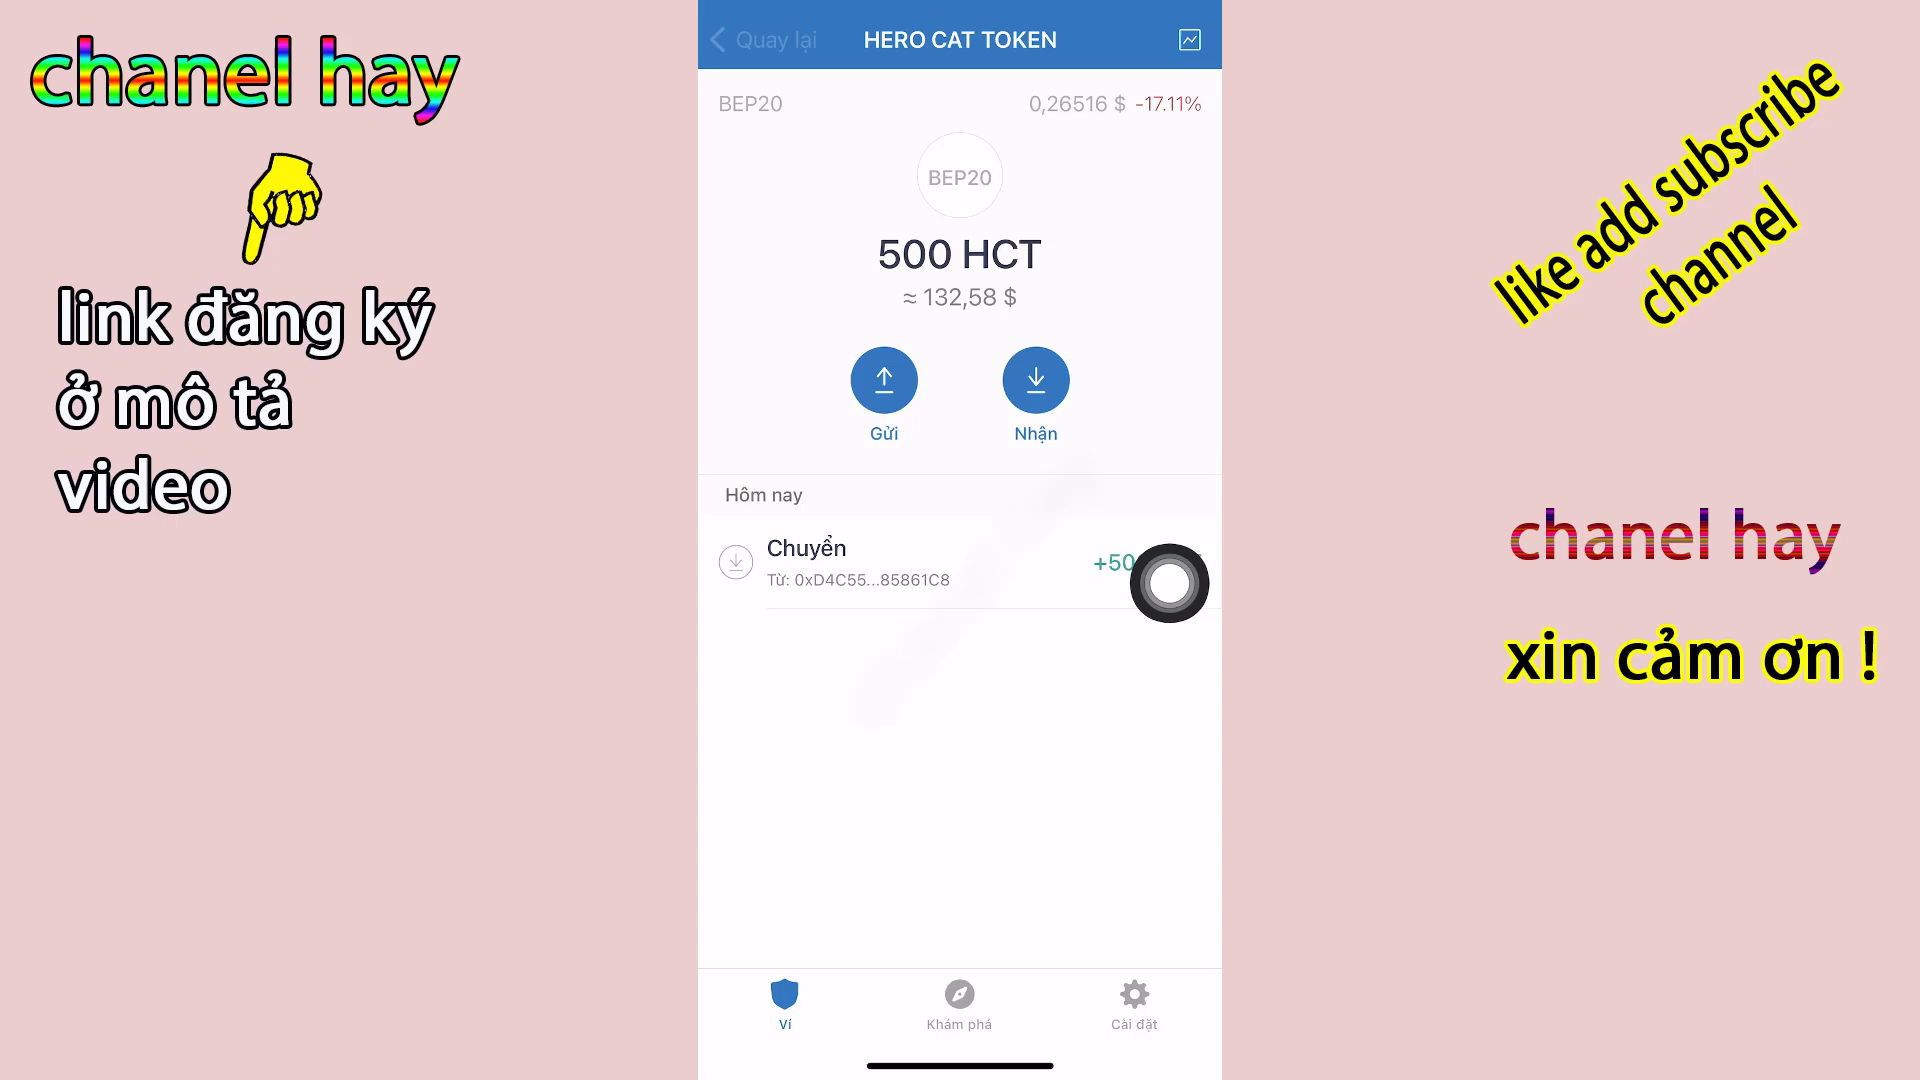 chanel hay
link đăng ký
ở mô tả
video
Quay lại
HERO CAT TOKEN
BEP20
0,26516 $ -17.11%
BEP20
500 HCT
≈ 132,58 $
Gửi
Nhận
Hôm nay
Chuyển
Từ: 0xD4C55...85861C8
Ví
Khám phá
Cài đặt
like add subscribe
channel
chanel hay
xin cảm ơn !